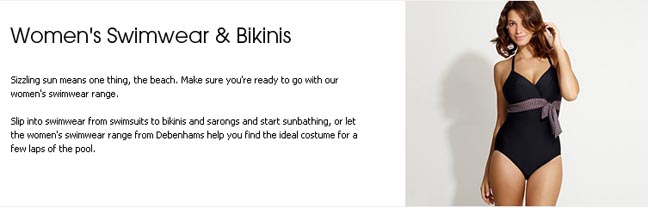 Women's Swimwear & Bikinis
Sizzling sun means one thing, the beach. Make sure you're ready to go with our
women's swimwear range.
Slip into swimwear from swimsuits to bikinis and sarongs and start sunbathing, or let
the women's swimwear range from Debenhams help you find the ideal costume for a
few laps of the pool.